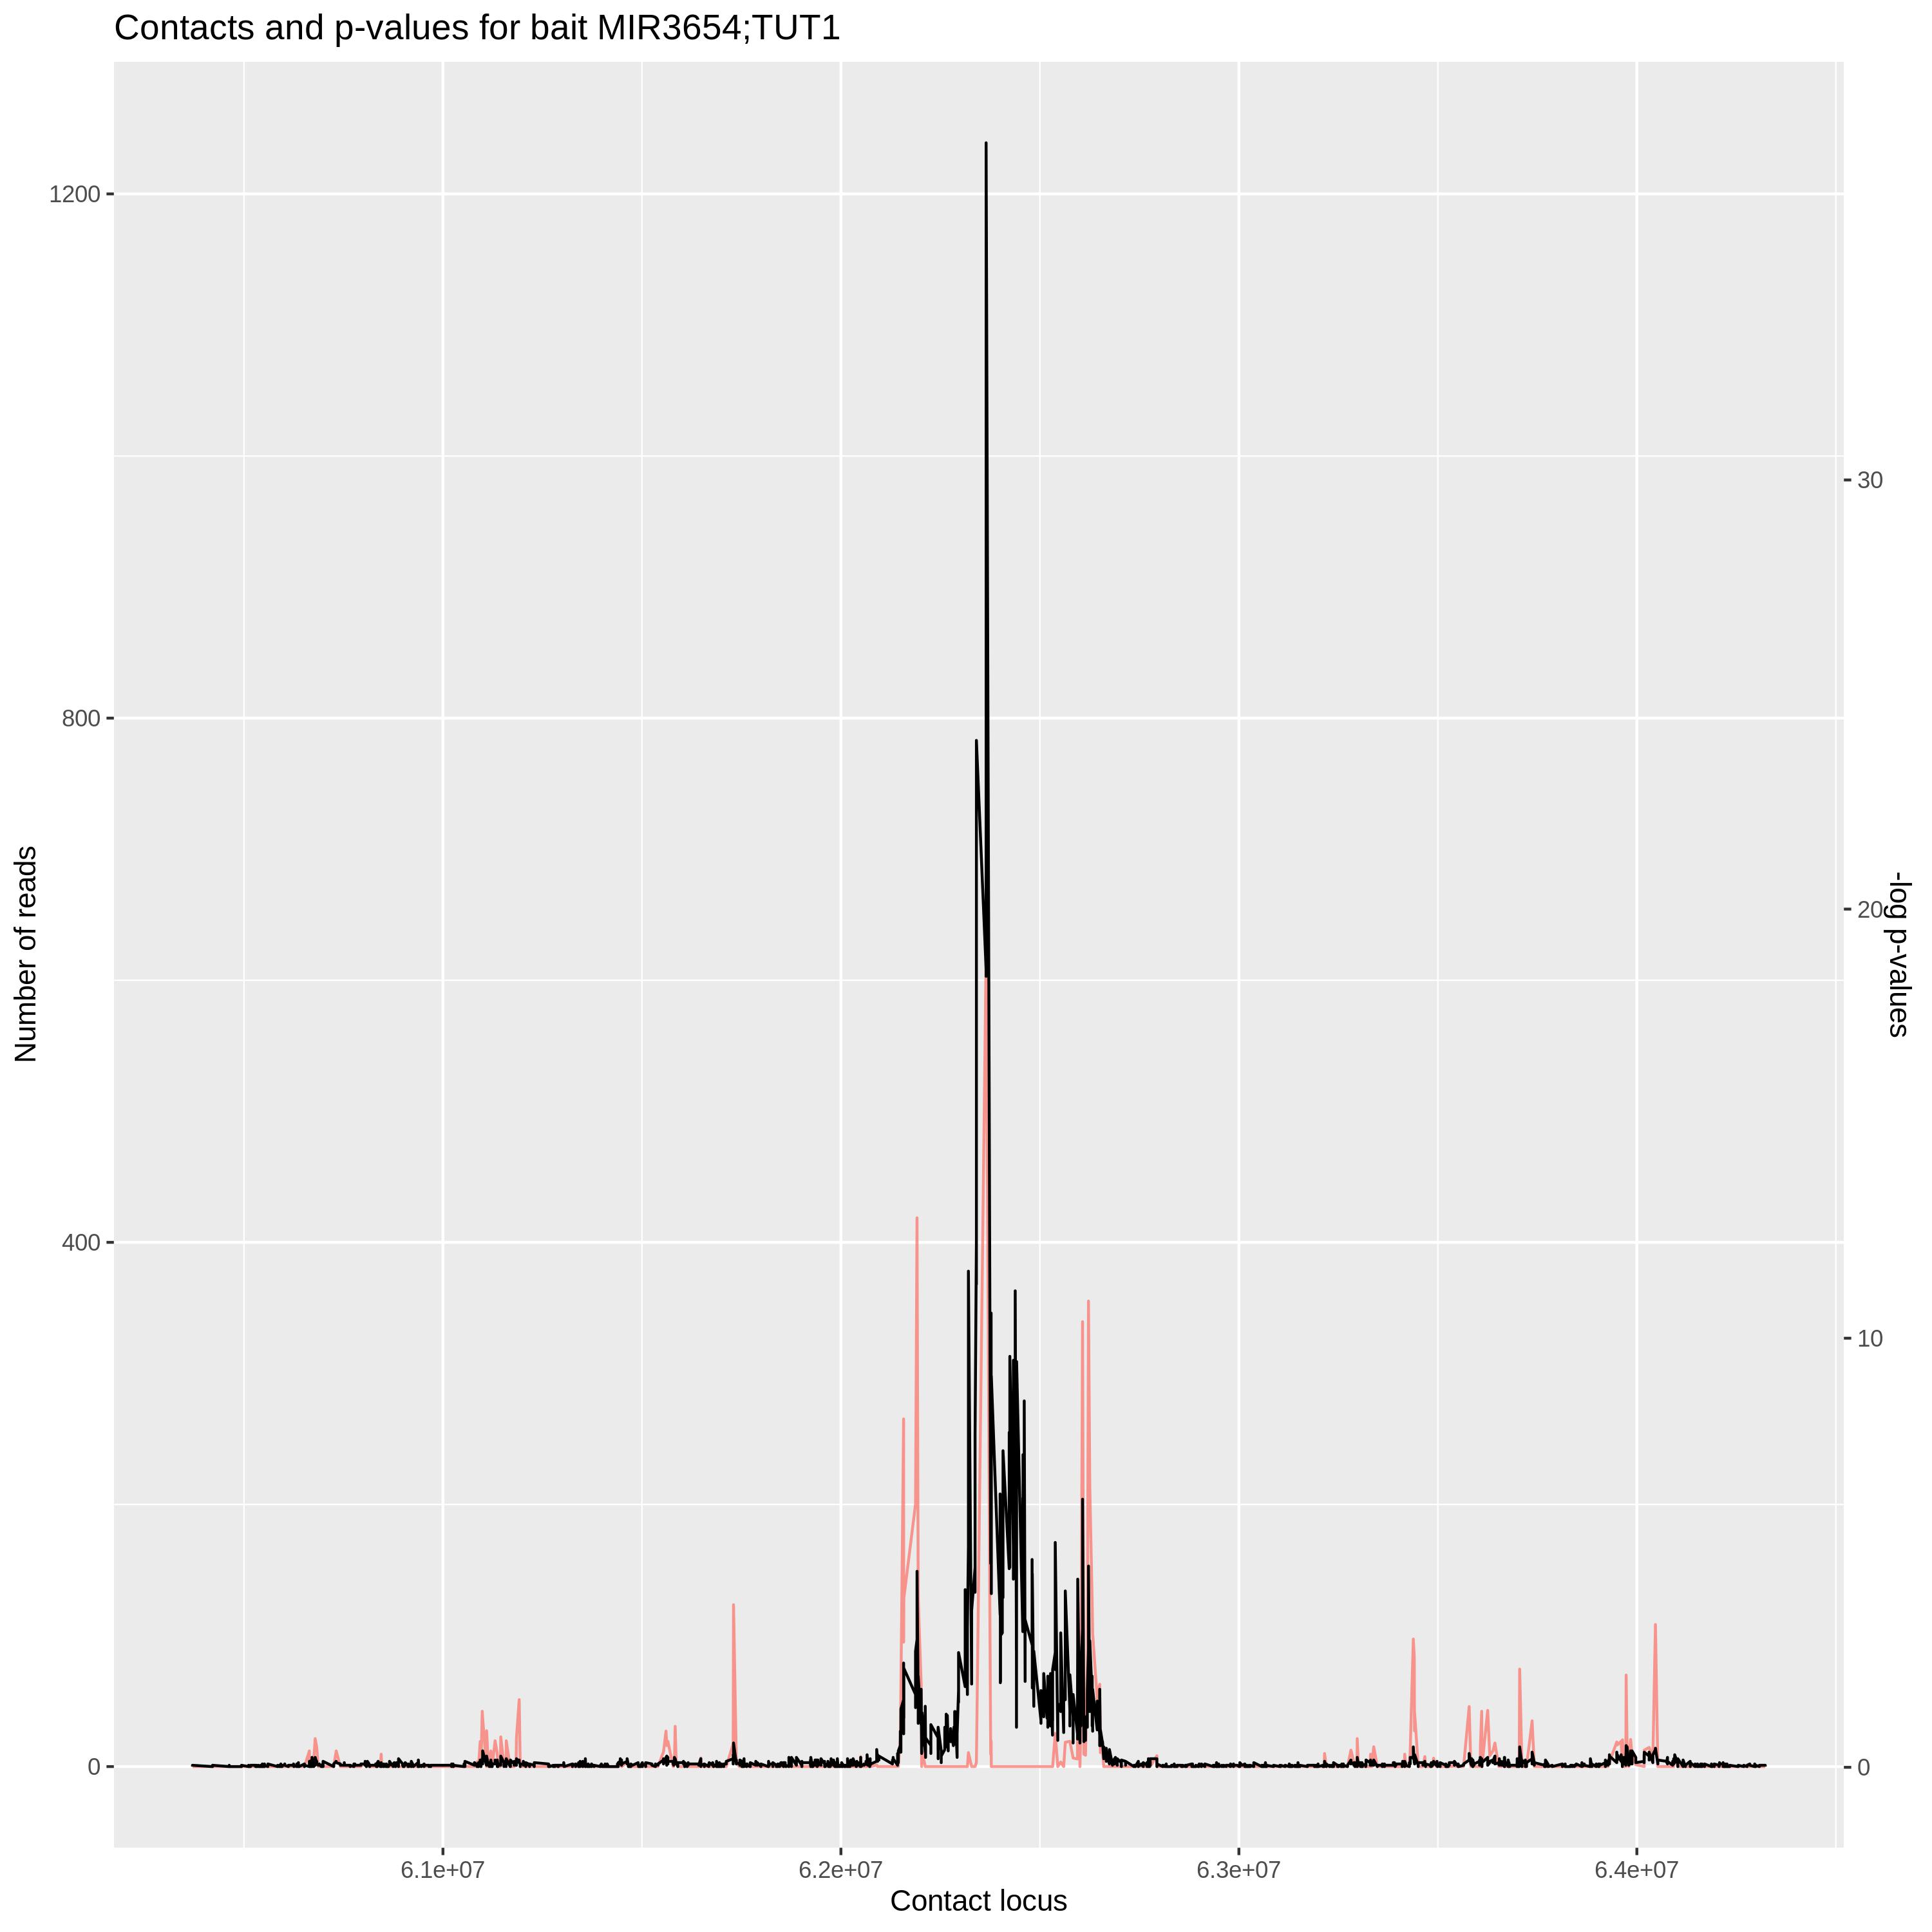 Contacts and p-values for bait MIR3654;TUT1
Number of reads
1200
800
400
0
30
20
10
0
-log p-values
6.1e+07
6.2e+07
6.3e+07
6.4e+07
Contact locus